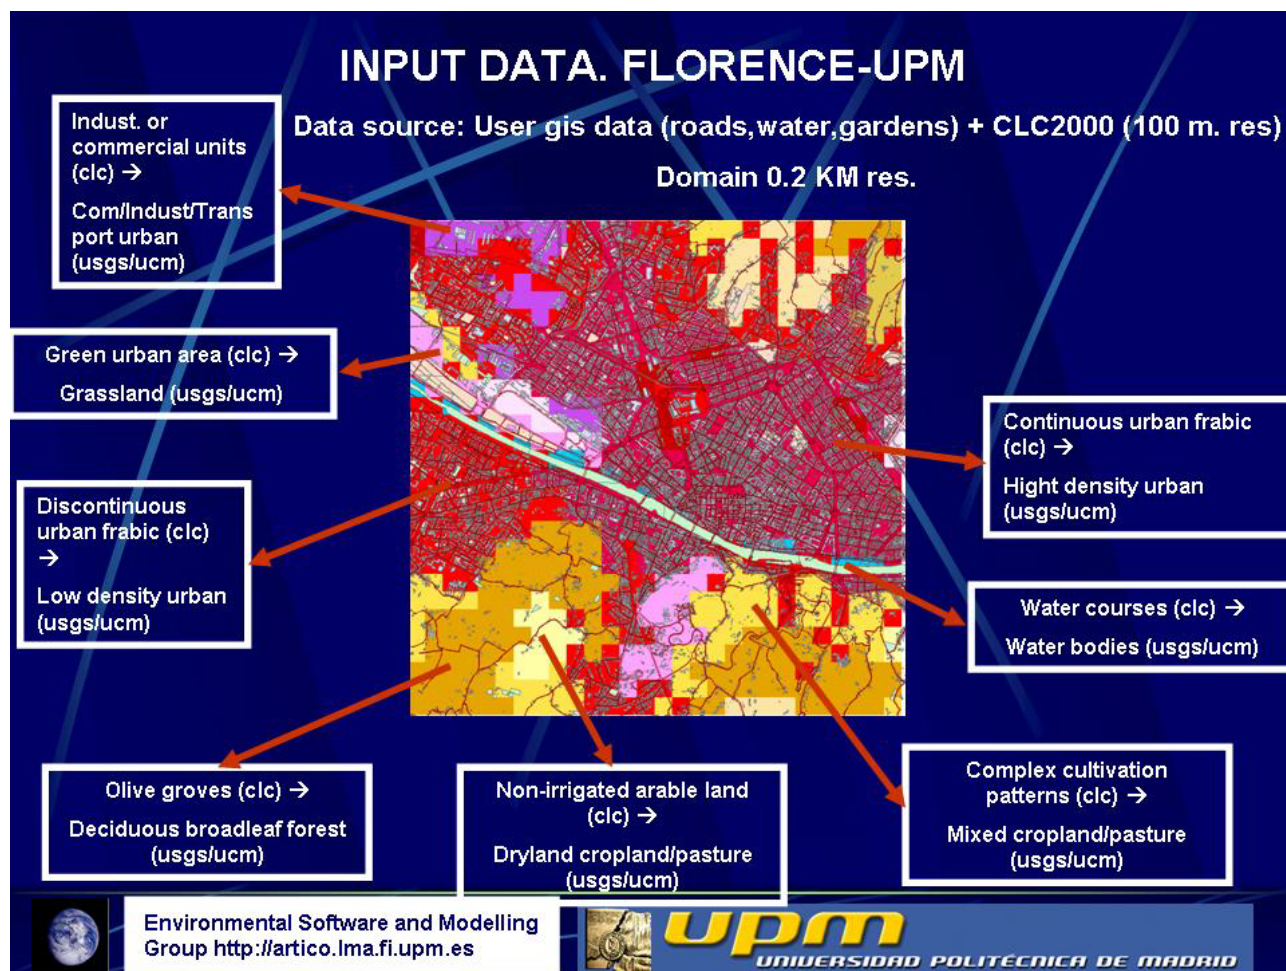 INPUT DATA. FLORENCE-UPM
Data source: User gis data (roads,water,gardens) + CLC2000 (100 m. res)
Domain 0.2 KM res.
Indust. or
commercial units
(clc) →
Com/Indust/Trans
port urban
(usgs/ucm)
Green urban area (clc) →
Grassland (usgs/ucm)
Discontinuous
urban frabic (clc)
→
Low density urban
(usgs/ucm)
Continuous urban frabic
(clc) →
Hight density urban
(usgs/ucm)
Water courses (clc) →
Water bodies (usgs/ucm)
Olive groves (clc) →
Deciduous broadleaf forest
(usgs/ucm)
Non-irrigated arable land
(clc) →
Dryland cropland/pasture
(usgs/ucm)
Complex cultivation
patterns (clc) →
Mixed cropland/pasture
(usgs/ucm)
Environmental Software and Modelling
Group http://artico.lma.fi.upm.es
upm
UNIVERSIDAD POLITÉCNICA DE MADRID